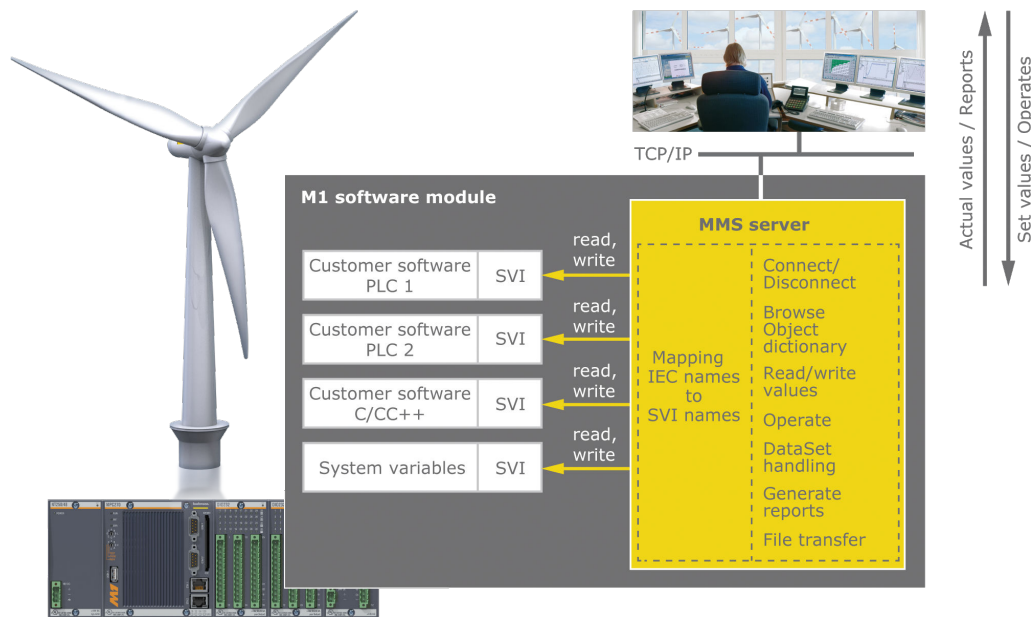 TCP/IP
Actual values / Reports
Set values / Operates
M1 software module
MMS server
Customer software
PLC 1
SVI
read,
write
Customer software
PLC 2
SVI
read,
write
Customer software
C/CC++
SVI
read,
write
System variables
SVI
read,
write
Mapping
IEC names
to
SVI names
Connect/
Disconnect
Browse
Object
dictionary
Read/write
values
Operate
DataSet
handling
Generate
reports
File transfer
M1